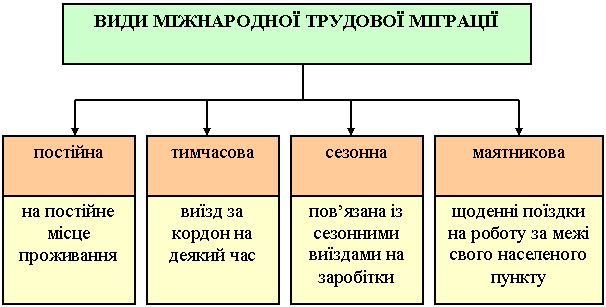 ВИДИ МІЖНАРОДНОЇ ТРУДОВОЇ МІГРАЦІЇ
постійна
на постійне
місце
проживання
тимчасова
виїзд за
кордон на
деякий час
сезонна
пов’язана із
сезонними
виїздами на
заробітки
маятникова
щоденні поїздки
на роботу за межі
свого населеного
пункту